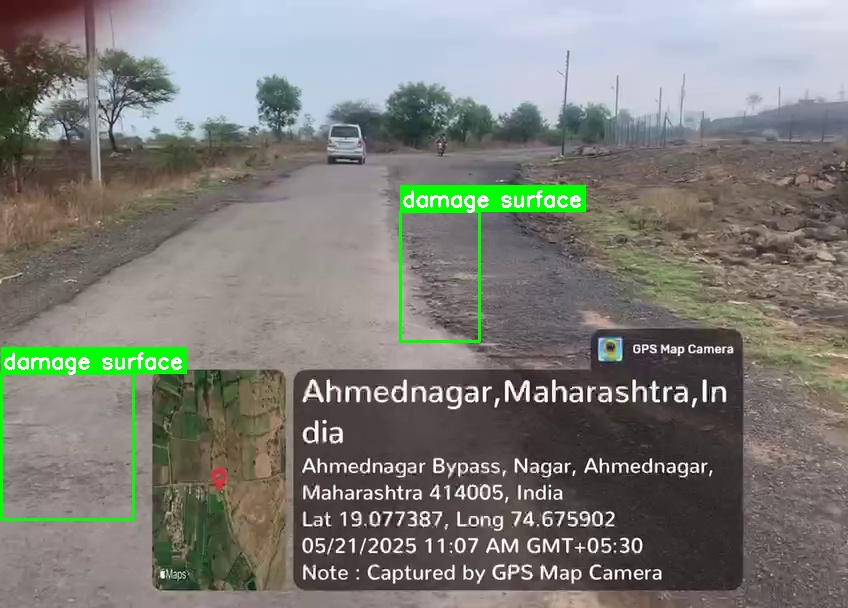 damage surface
damage surface
GPS Map Camera
Ahmednagar,Maharashtra,In
dia
Ahmednagar Bypass, Nagar, Ahmednagar,
Maharashtra 414005, India
Lat 19.077387, Long 74.675902
05/21/2025 11:07 AM GMT+05:30
Note : Captured by GPS Map Camera
Maps